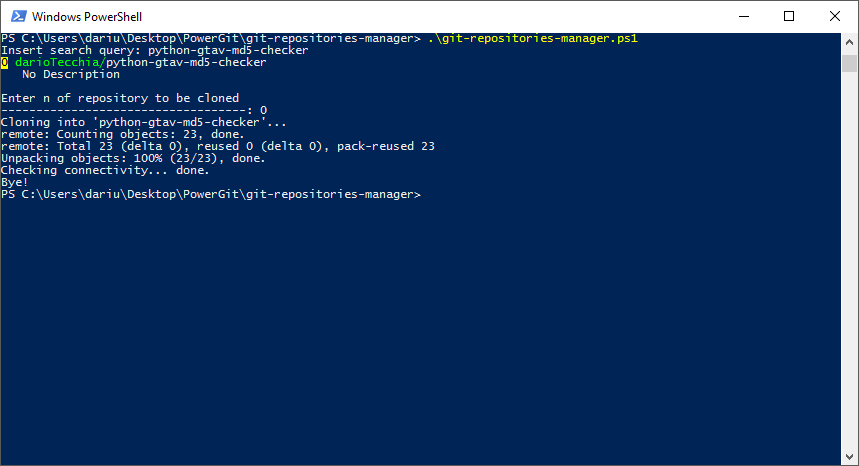 Windows PowerShell
PS C:\Users\dariu\Desktop\PowerGit\git-repositories-manager> .\git-repositories-manager.ps1
Insert search query: python-gtav-md5-checker
0 darioTecchia/python-gtav-md5-checker
   No Description

Enter n of repository to be cloned
-----------------------------------: 0
Cloning into 'python-gtav-md5-checker'...
remote: Counting objects: 23, done.
remote: Total 23 (delta 0), reused 0 (delta 0), pack-reused 23
Unpacking objects: 100% (23/23), done.
Checking connectivity... done.
Bye!
PS C:\Users\dariu\Desktop\PowerGit\git-repositories-manager>